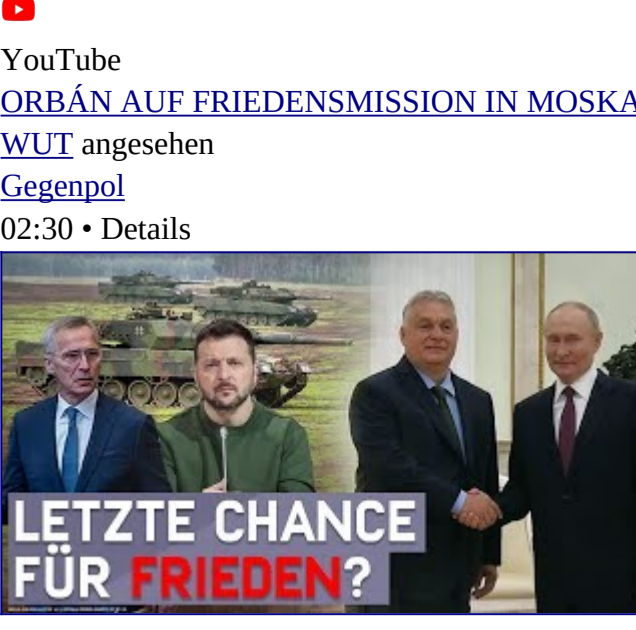 YouTube
ORBÁN AUF FRIEDENSMISSION IN MOSKA
WUT angesehen
Gegenpol
02:30 • Details
LETZTE CHANCE
FÜR FRIEDEN?